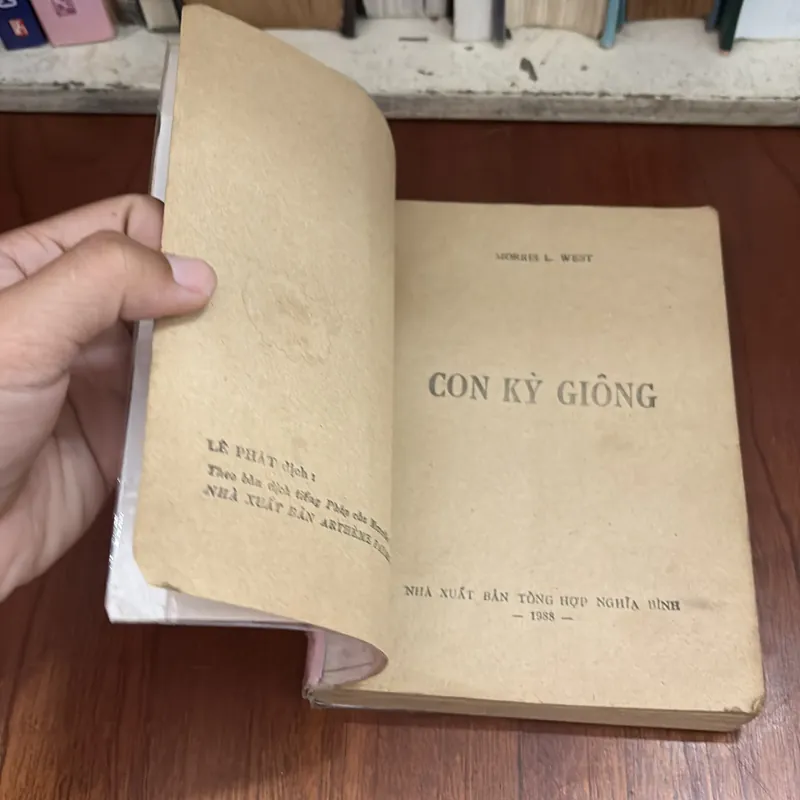 LÊ PHÁT dịch :
Theo bản dịch tiếng Pháp của
NHÀ XUẤT BẢN ARTHÈME
MORRIS L. WEST
CON KỲ GIÔNG
NHÀ XUẤT BẢN TỔNG HỢP NGHĨA BÌNH
— 1988 —